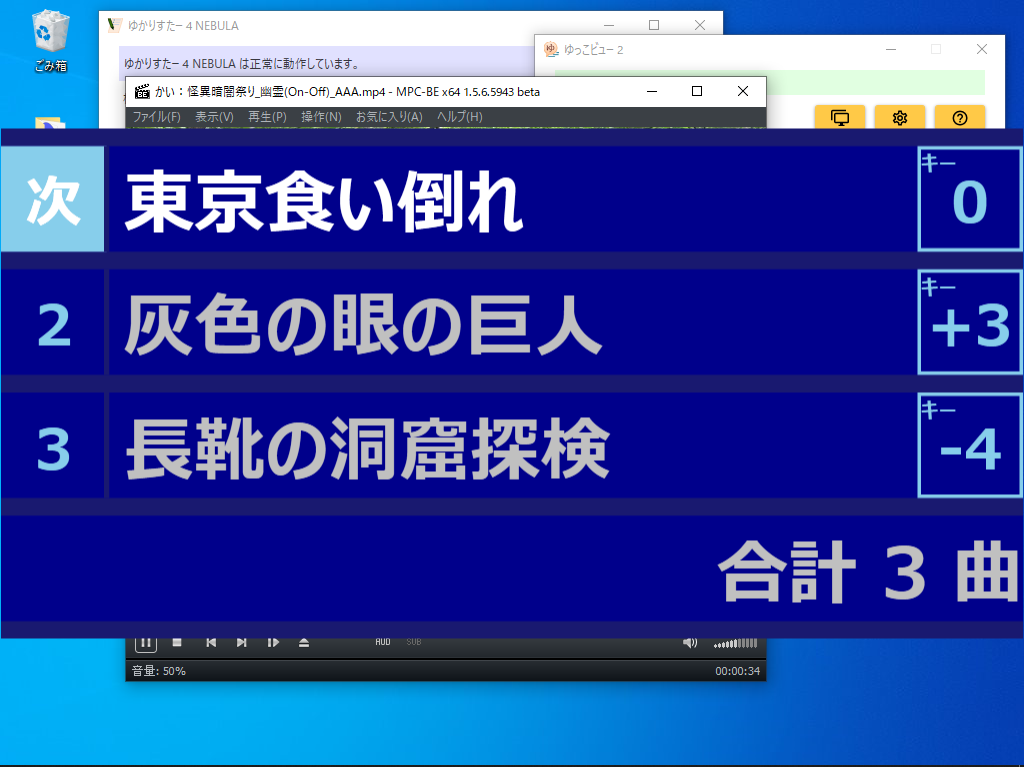 ごみ箱
ゆかりすたー 4 NEBULA
ゆかりすたー 4 NEBULA は正常に動作しています。
ゆっこビュー 2
かい：怪異暗闇祭り_幽霊(On-Off)_AAA.mp4 - MPC-BE x64 1.5.6.5943 beta
ファイル(F) 表示(V) 再生(P) 操作(N) お気に入り(A) ヘルプ(H)
次 東京食い倒れ キー 0
2 灰色の眼の巨人 キー +3
3 長靴の洞窟探検 キー -4
合計 3 曲
AUD SUB
音量: 50% 00:00:34